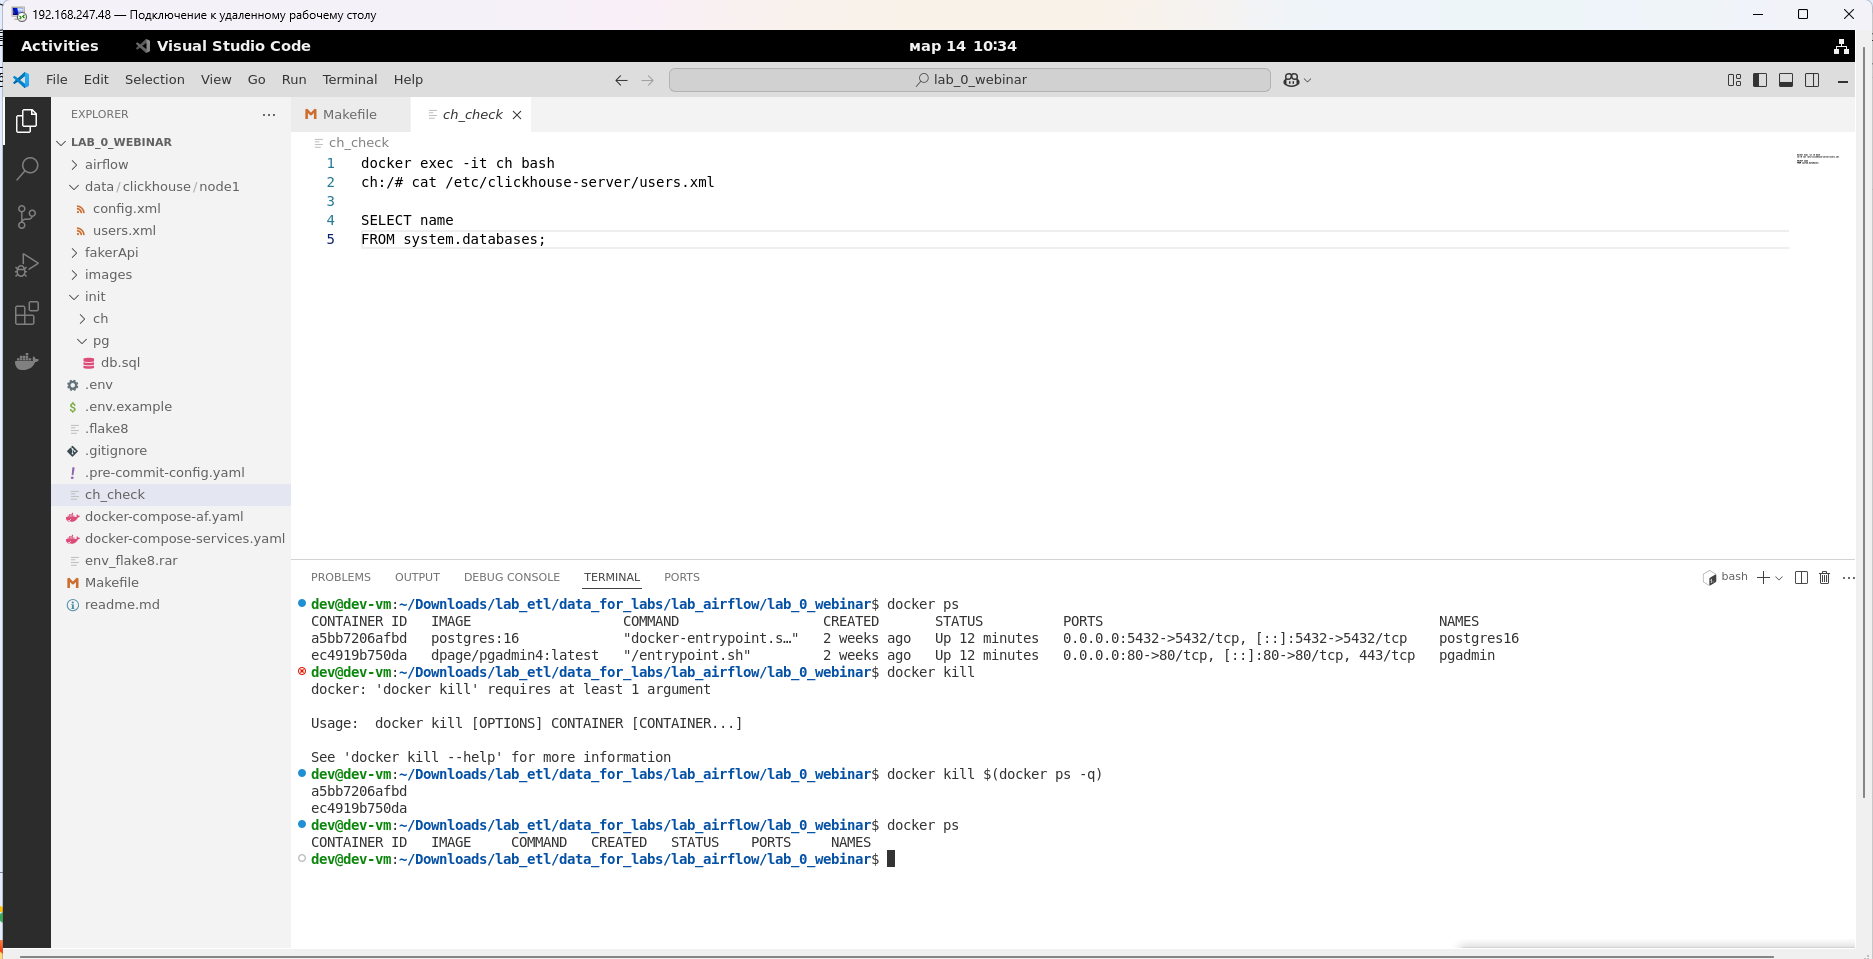 192.168.247.48 — Подключение к удаленному рабочему столу
Activities Visual Studio Code мар 14 10:34
File Edit Selection View Go Run Terminal Help lab_0_webinar
EXPLORER
LAB_0_WEBINAR
airflow
data/clickhouse/node1
config.xml
users.xml
fakerApi
images
init
ch
pg
db.sql
.env
.env.example
.flake8
.gitignore
.pre-commit-config.yaml
ch_check
docker-compose-af.yaml
docker-compose-services.yaml
env_flake8.rar
Makefile
readme.md
Makefile ch_check
ch_check
1 docker exec -it ch bash
2 ch:/# cat /etc/clickhouse-server/users.xml
3
4 SELECT name
5 FROM system.databases;
PROBLEMS OUTPUT DEBUG CONSOLE TERMINAL PORTS bash
dev@dev-vm:~/Downloads/lab_etl/data_for_labs/lab_airflow/lab_0_webinar$ docker ps
CONTAINER ID IMAGE COMMAND CREATED STATUS PORTS NAMES
a5bb7206afbd postgres:16 "docker-entrypoint.s…" 2 weeks ago Up 12 minutes 0.0.0.0:5432->5432/tcp, [::]:5432->5432/tcp postgres16
ec4919b750da dpage/pgadmin4:latest "/entrypoint.sh" 2 weeks ago Up 12 minutes 0.0.0.0:80->80/tcp, [::]:80->80/tcp, 443/tcp pgadmin
dev@dev-vm:~/Downloads/lab_etl/data_for_labs/lab_airflow/lab_0_webinar$ docker kill
docker: 'docker kill' requires at least 1 argument
Usage: docker kill [OPTIONS] CONTAINER [CONTAINER...]
See 'docker kill --help' for more information
dev@dev-vm:~/Downloads/lab_etl/data_for_labs/lab_airflow/lab_0_webinar$ docker kill $(docker ps -q)
a5bb7206afbd
ec4919b750da
dev@dev-vm:~/Downloads/lab_etl/data_for_labs/lab_airflow/lab_0_webinar$ docker ps
CONTAINER ID IMAGE COMMAND CREATED STATUS PORTS NAMES
dev@dev-vm:~/Downloads/lab_etl/data_for_labs/lab_airflow/lab_0_webinar$